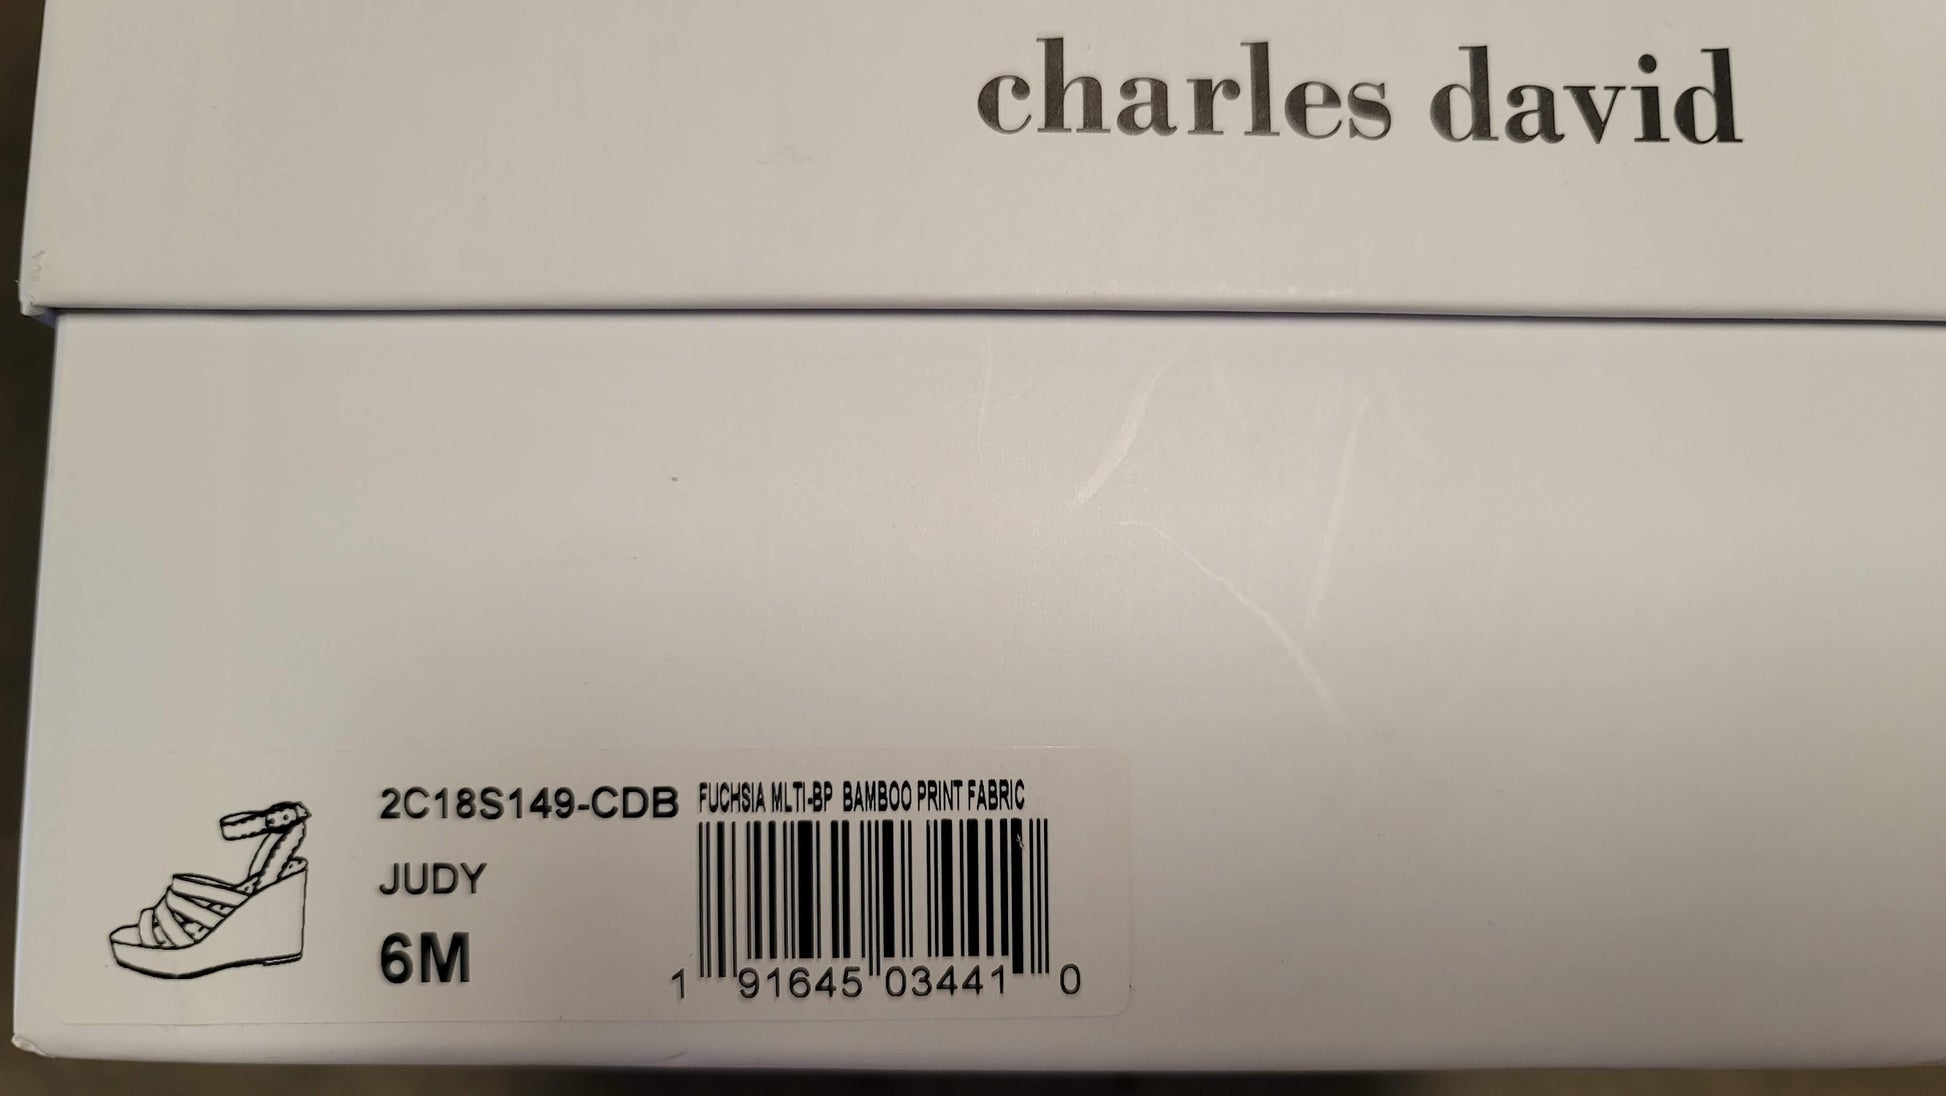 charles david
2C18S149-CDB FUCHSIA MLTI-BP BAMBOO PRINT FABRIC
JUDY
6M
1 91645 03441 0